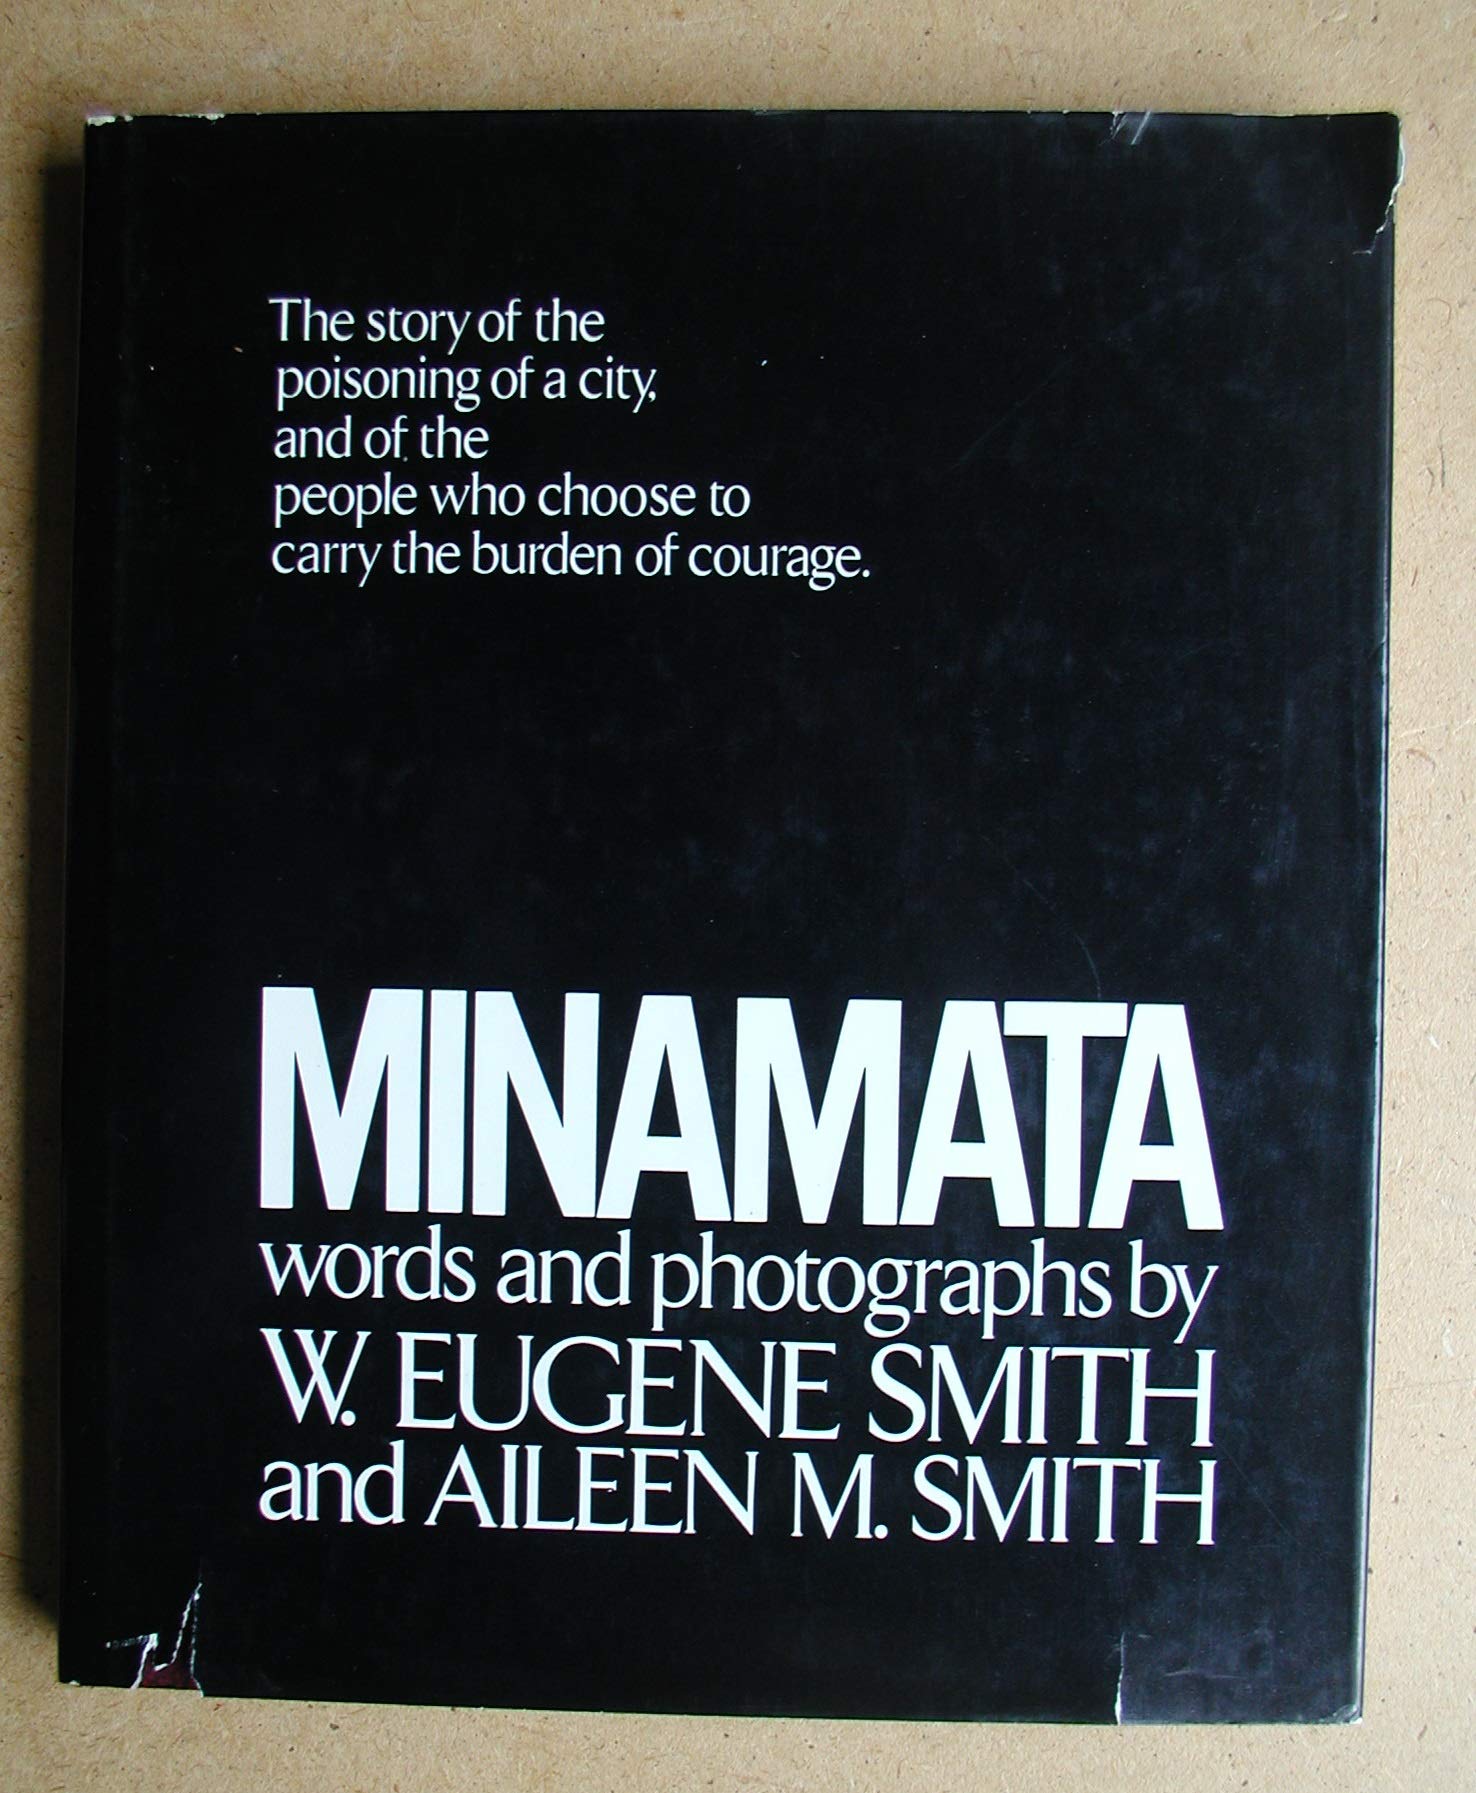 The story of the
poisoning of a city,
and of the
people who choose to
carry the burden of courage.
MINAMATA
words and photographs by
W. EUGENE SMITH
and AILEEN M. SMITH